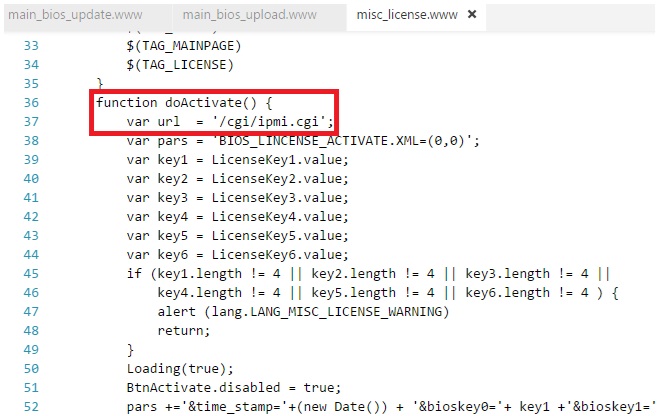 main_bios_update.www main_bios_upload.www misc_license.www ✕
33 $(TAG_MAINPAGE)
34 $(TAG_LICENSE)
35 }
36 function doActivate() {
37 var url  = '/cgi/ipmi.cgi';
38 var pars = 'BIOS_LINCENSE_ACTIVATE.XML=(0,0)';
39 var key1 = LicenseKey1.value;
40 var key2 = LicenseKey2.value;
41 var key3 = LicenseKey3.value;
42 var key4 = LicenseKey4.value;
43 var key5 = LicenseKey5.value;
44 var key6 = LicenseKey6.value;
45 if (key1.length != 4 || key2.length != 4 || key3.length != 4 ||
46 key4.length != 4 || key5.length != 4 || key6.length != 4 ) {
47 alert (lang.LANG_MISC_LICENSE_WARNING)
48 return;
49 }
50 Loading(true);
51 BtnActivate.disabled = true;
52 pars +='&time_stamp='+(new Date()) + '&bioskey0='+ key1 +'&bioskey1='